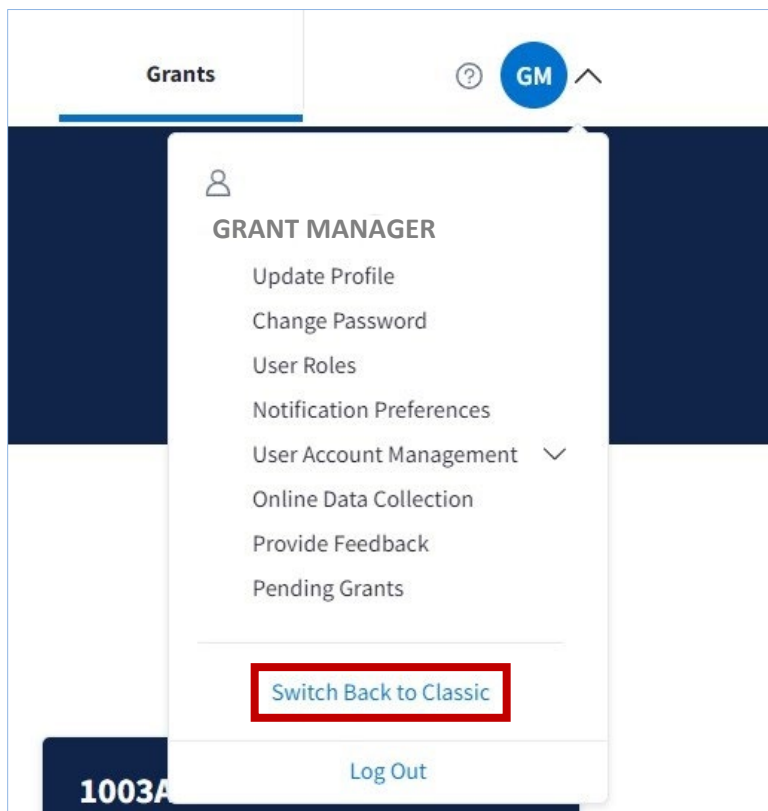 Grants
GM
GRANT MANAGER
Update Profile
Change Password
User Roles
Notification Preferences
User Account Management
Online Data Collection
Provide Feedback
Pending Grants
Switch Back to Classic
Log Out
1003A